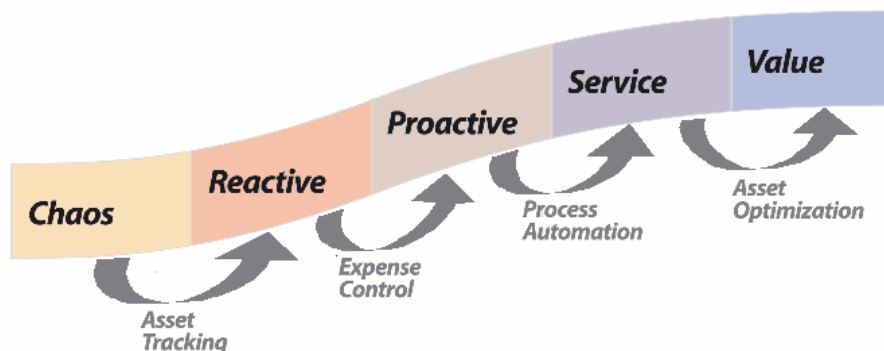 Chaos
Reactive
Proactive
Service
Value
Asset
Tracking
Expense
Control
Process
Automation
Asset
Optimization